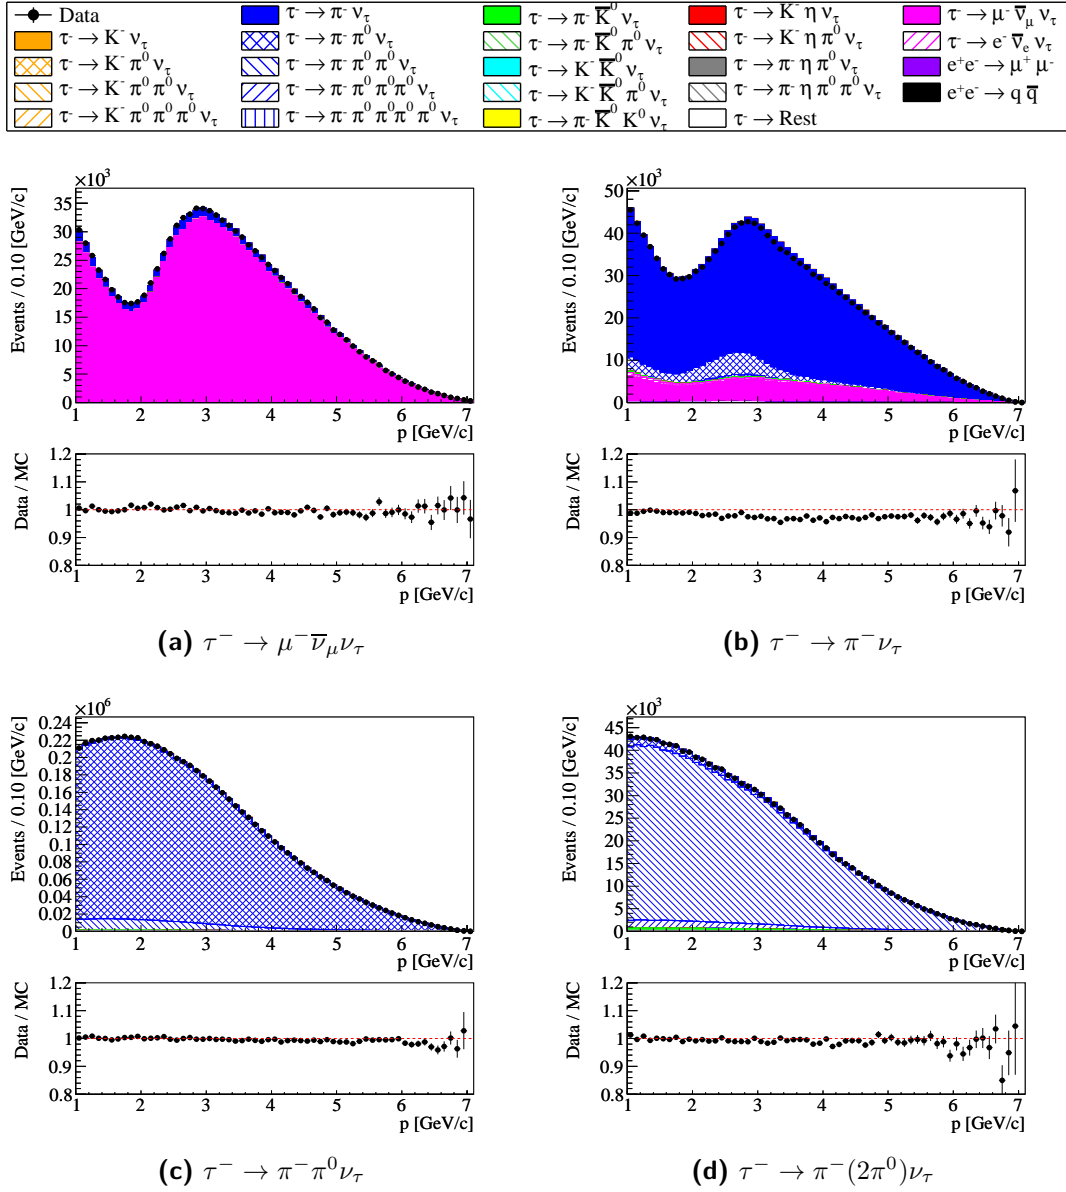 Data
τ⁻ → π⁻ ν_τ
τ⁻ → π⁻ K̅⁰ ν_τ
τ⁻ → K⁻ η ν_τ
τ⁻ → μ⁻ ν̅_μ ν_τ
τ⁻ → K⁻ ν_τ
τ⁻ → π⁻ π⁰ ν_τ
τ⁻ → π⁻ K̅⁰ π⁰ ν_τ
τ⁻ → K⁻ η π⁰ ν_τ
τ⁻ → e⁻ ν̅_e ν_τ
τ⁻ → K⁻ π⁰ ν_τ
τ⁻ → π⁻ π⁰ π⁰ ν_τ
τ⁻ → K⁻ K̅⁰ ν_τ
τ⁻ → π⁻ η π⁰ ν_τ
e⁺e⁻ → μ⁺ μ⁻
τ⁻ → K⁻ π⁰ π⁰ ν_τ
τ⁻ → π⁻ π⁰ π⁰ π⁰ ν_τ
τ⁻ → K⁻ K̅⁰ π⁰ ν_τ
τ⁻ → π⁻ η π⁰ π⁰ ν_τ
e⁺e⁻ → q q̅
τ⁻ → K⁻ π⁰ π⁰ π⁰ ν_τ
τ⁻ → π⁻ π⁰ π⁰ π⁰ π⁰ ν_τ
τ⁻ → π⁻ K̅⁰ K⁰ ν_τ
τ⁻ → Rest
×10³
Events / 0.10 [GeV/c]
35
30
25
20
15
10
5
0
1 2 3 4 5 6 7
p [GeV/c]
Data / MC
1.2
1.1
1
0.9
0.8
1 2 3 4 5 6 7
p [GeV/c]
(a) τ⁻ → μ⁻ν̅_μν_τ
×10³
Events / 0.10 [GeV/c]
50
40
30
20
10
0
1 2 3 4 5 6 7
p [GeV/c]
Data / MC
1.2
1.1
1
0.9
0.8
1 2 3 4 5 6 7
p [GeV/c]
(b) τ⁻ → π⁻ν_τ
×10⁶
Events / 0.10 [GeV/c]
0.24
0.22
0.2
0.18
0.16
0.14
0.12
0.1
0.08
0.06
0.04
0.02
0
1 2 3 4 5 6 7
p [GeV/c]
Data / MC
1.2
1.1
1
0.9
0.8
1 2 3 4 5 6 7
p [GeV/c]
(c) τ⁻ → π⁻π⁰ν_τ
×10³
Events / 0.10 [GeV/c]
45
40
35
30
25
20
15
10
5
0
1 2 3 4 5 6 7
p [GeV/c]
Data / MC
1.2
1.1
1
0.9
0.8
1 2 3 4 5 6 7
p [GeV/c]
(d) τ⁻ → π⁻(2π⁰)ν_τ